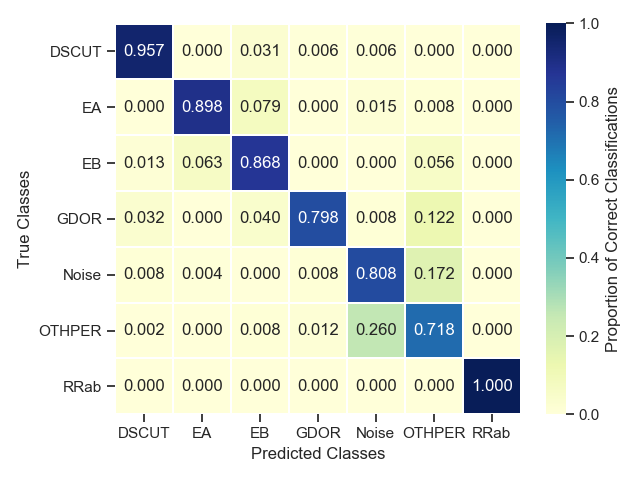 DSCUT 0.957 0.000 0.031 0.006 0.006 0.000 0.000
EA 0.000 0.898 0.079 0.000 0.015 0.008 0.000
EB 0.013 0.063 0.868 0.000 0.000 0.056 0.000
GDOR 0.032 0.000 0.040 0.798 0.008 0.122 0.000
Noise 0.008 0.004 0.000 0.008 0.808 0.172 0.000
OTHPER 0.002 0.000 0.008 0.012 0.260 0.718 0.000
RRab 0.000 0.000 0.000 0.000 0.000 0.000 1.000
DSCUT EA EB GDOR Noise OTHPER RRab
Predicted Classes
True Classes
1.0
0.8
0.6
0.4
0.2
0.0
Proportion of Correct Classifications